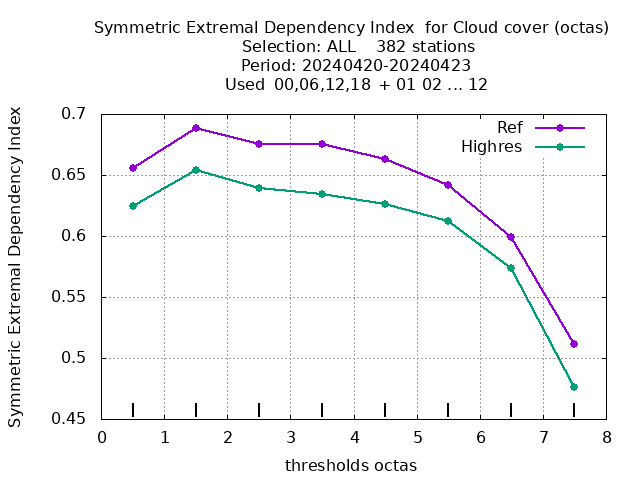 Symmetric Extremal Dependency Index  for Cloud cover (octas)
Selection: ALL    382 stations
Period: 20240420-20240423
Used  00,06,12,18  + 01 02 ... 12
Symmetric Extremal Dependency Index
0.7
0.65
0.6
0.55
0.5
0.45
Ref
Highres
0 1 2 3 4 5 6 7 8
thresholds octas